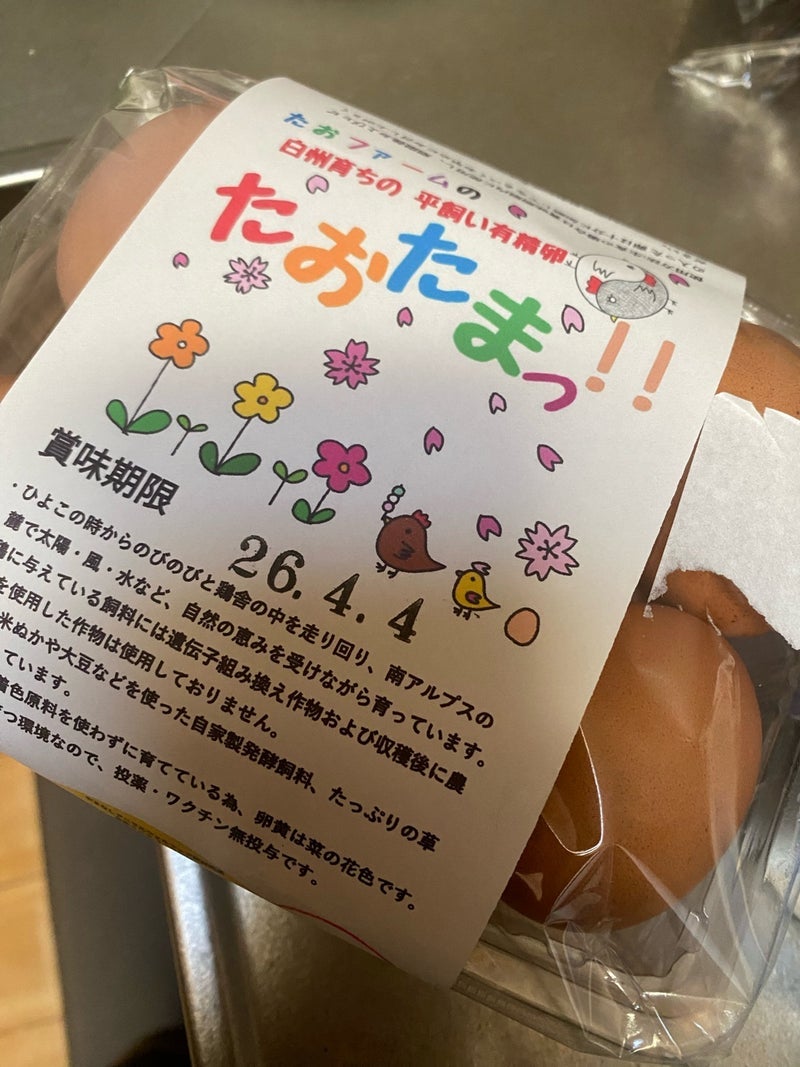 たおファームの
白州育ちの 平飼い有精卵
たおたまっ!!
賞味期限
26.4.4
・ひよこの時からのびのびと鶏舎の中を走り回り、南アルプスの
麓で太陽・風・水など、自然の恵みを受けながら育っています。
鶏に与えている飼料には遺伝子組み換え作物および収穫後に農
を使用した作物は使用しておりません。
米ぬかや大豆などを使った自家製発酵飼料、たっぷりの草
ています。
着色原料を使わずに育てている為、卵黄は菜の花色です。
つ環境なので、投薬・ワクチン無投与です。